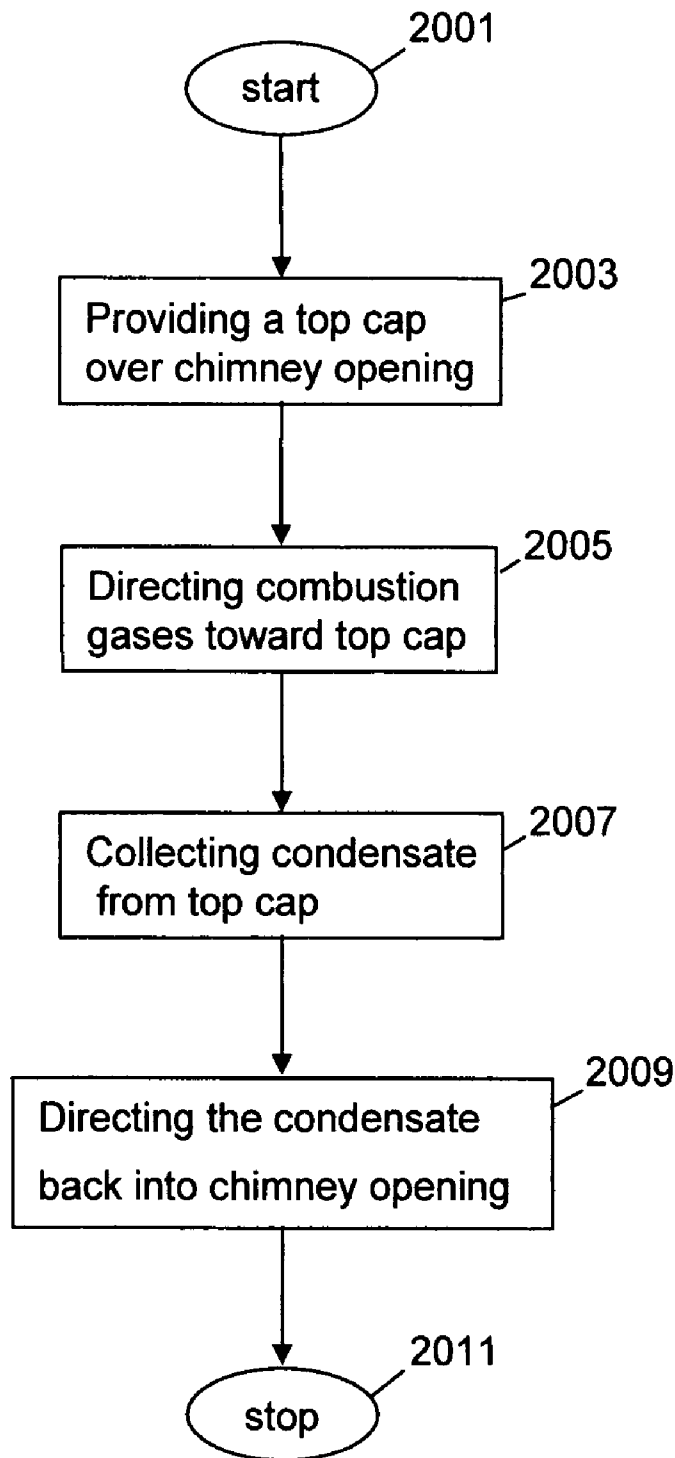 2001
start
2003
Providing a top cap
over chimney opening
2005
Directing combustion
gases toward top cap
2007
Collecting condensate
from top cap
2009
Directing the condensate
back into chimney opening
2011
stop